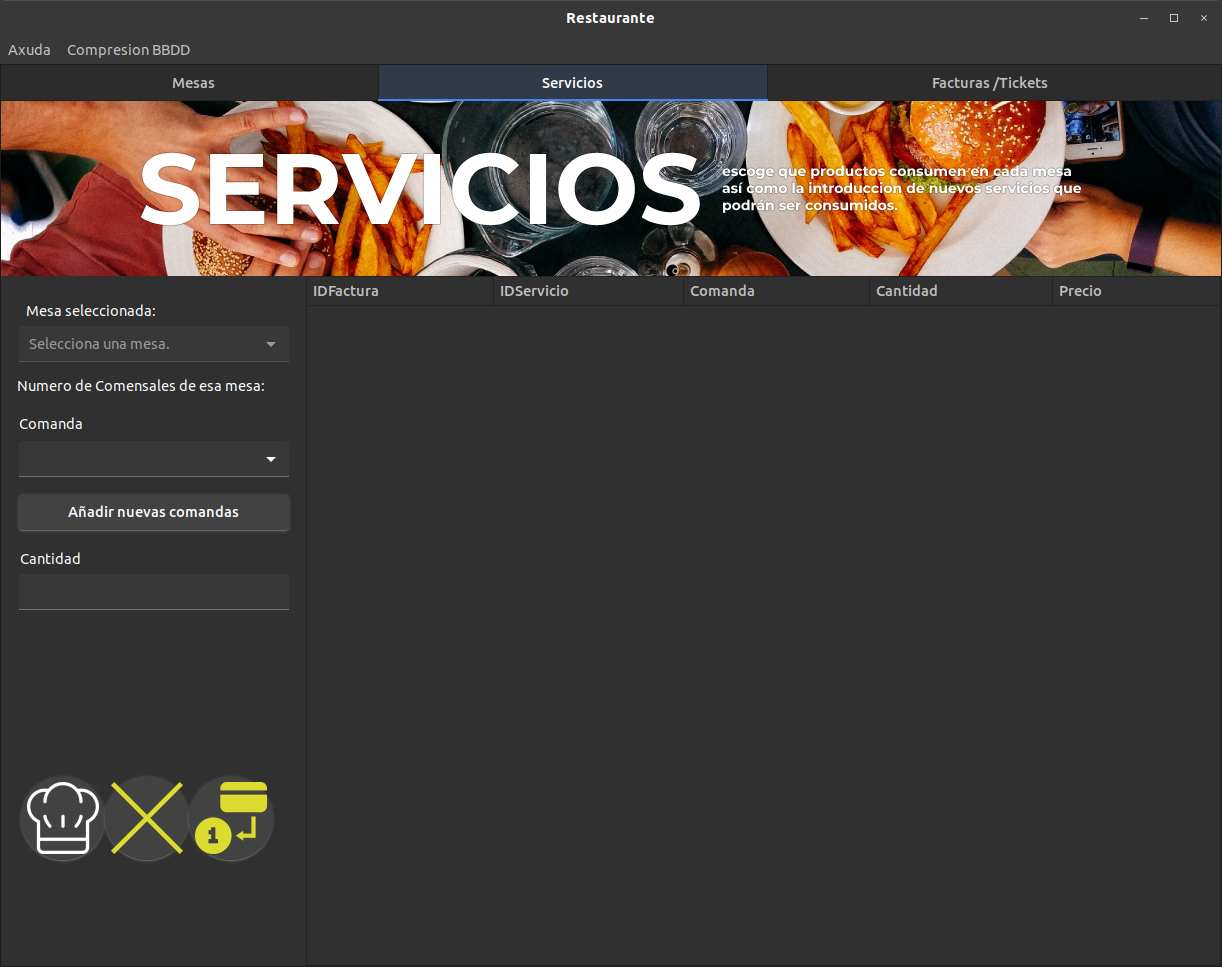 Restaurante
Axuda Compresion BBDD
Mesas Servicios Facturas /Tickets
SERVICIOS
escoge que productos consumen en cada mesa
así como la introduccion de nuevos servicios que
podrán ser consumidos.
IDFactura IDServicio Comanda Cantidad Precio
Mesa seleccionada:
Selecciona una mesa.
Numero de Comensales de esa mesa:
Comanda
Añadir nuevas comandas
Cantidad
1